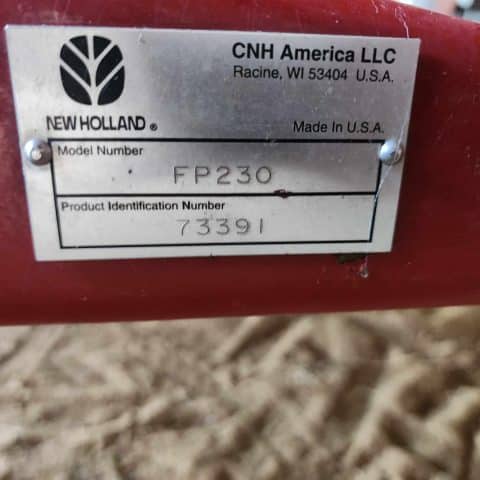 CNH America LLC
Racine, WI 53404 U.S.A.
NEW HOLLAND ®
Made In U.S.A.
Model Number
FP230
Product Identification Number
73391